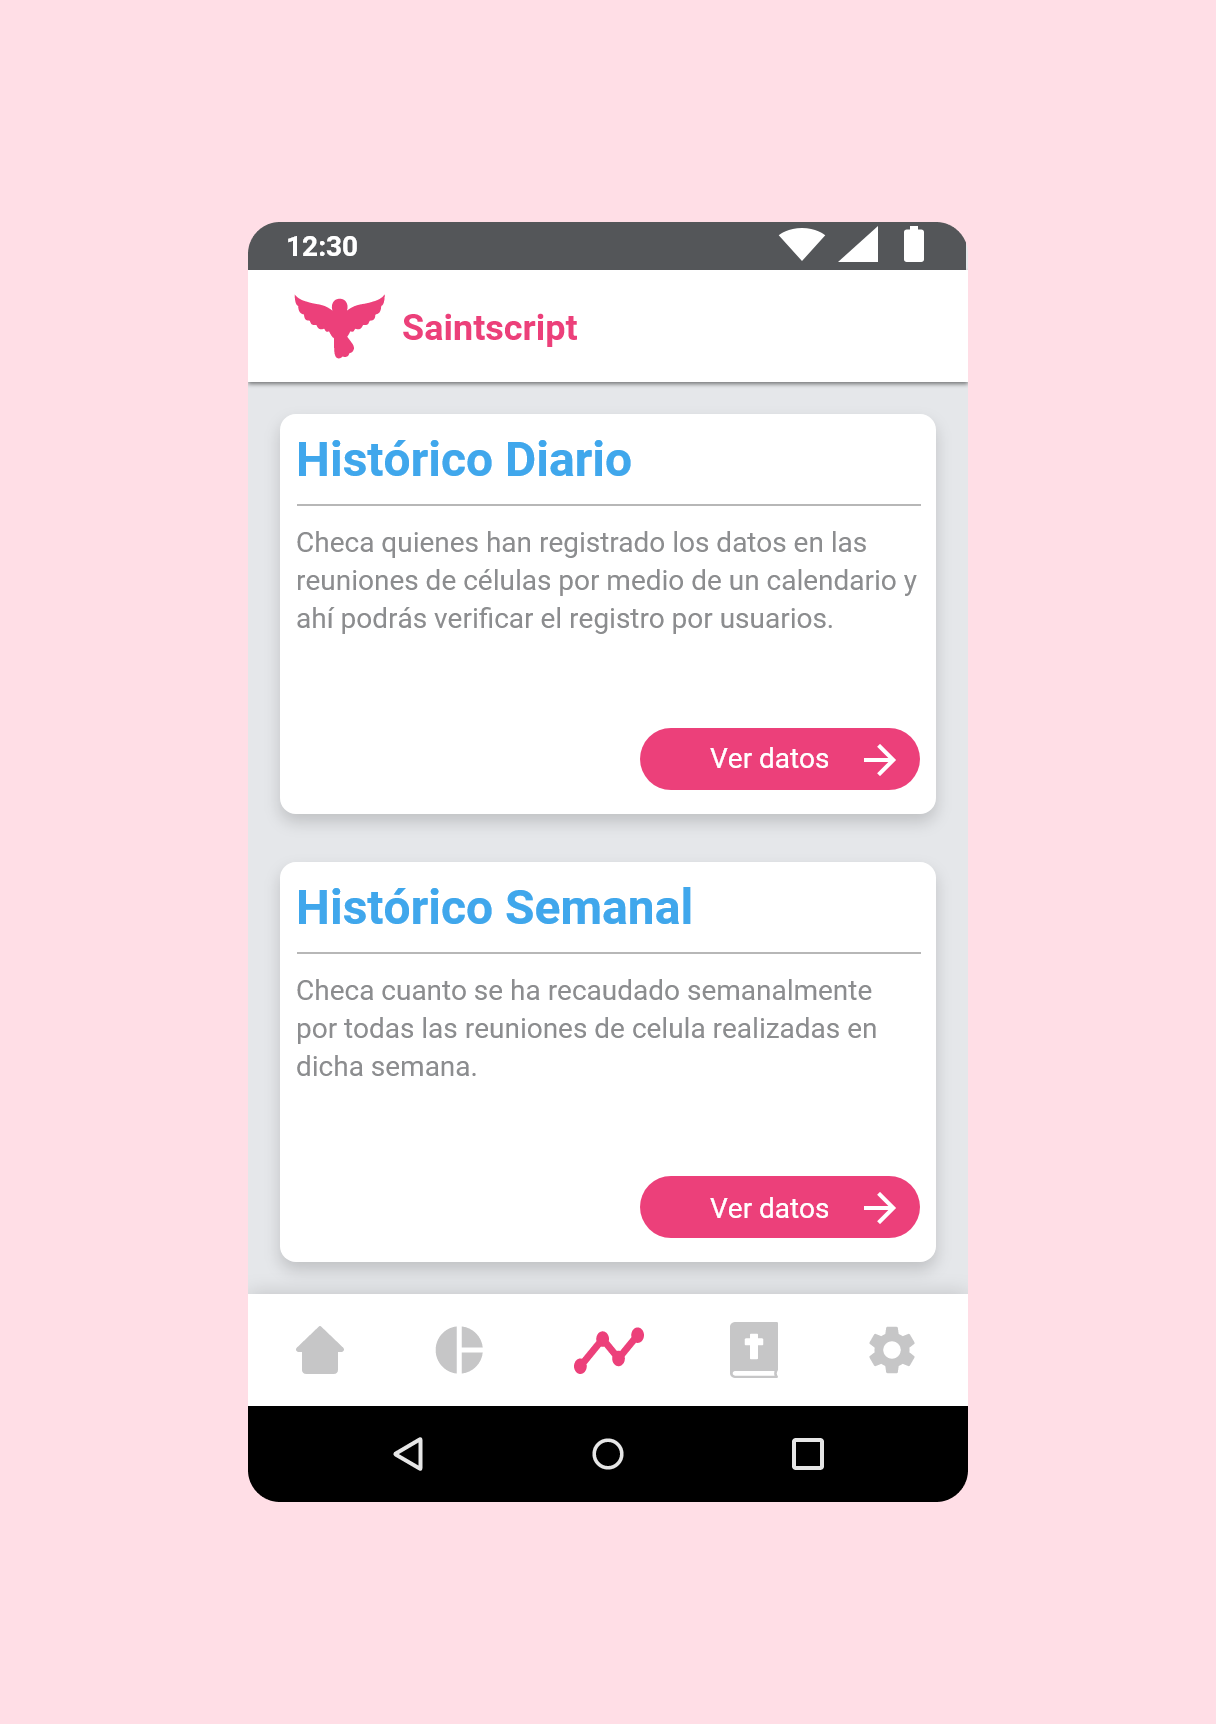 12:30
Saintscript
Histórico Diario
Checa quienes han registrado los datos en las
reuniones de células por medio de un calendario y
ahí podrás verificar el registro por usuarios.
Ver datos
Histórico Semanal
Checa cuanto se ha recaudado semanalmente
por todas las reuniones de celula realizadas en
dicha semana.
Ver datos